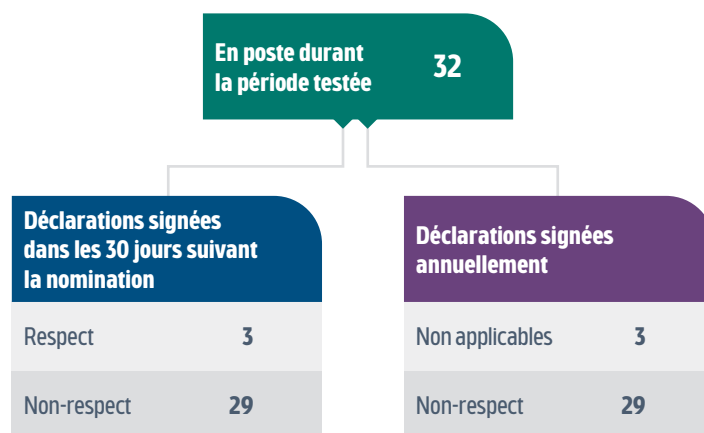 En poste durant
la période testée
32
Déclarations signées
dans les 30 jours suivant
la nomination
Respect 3
Non-respect 29
Déclarations signées
annuellement
Non applicables 3
Non-respect 29